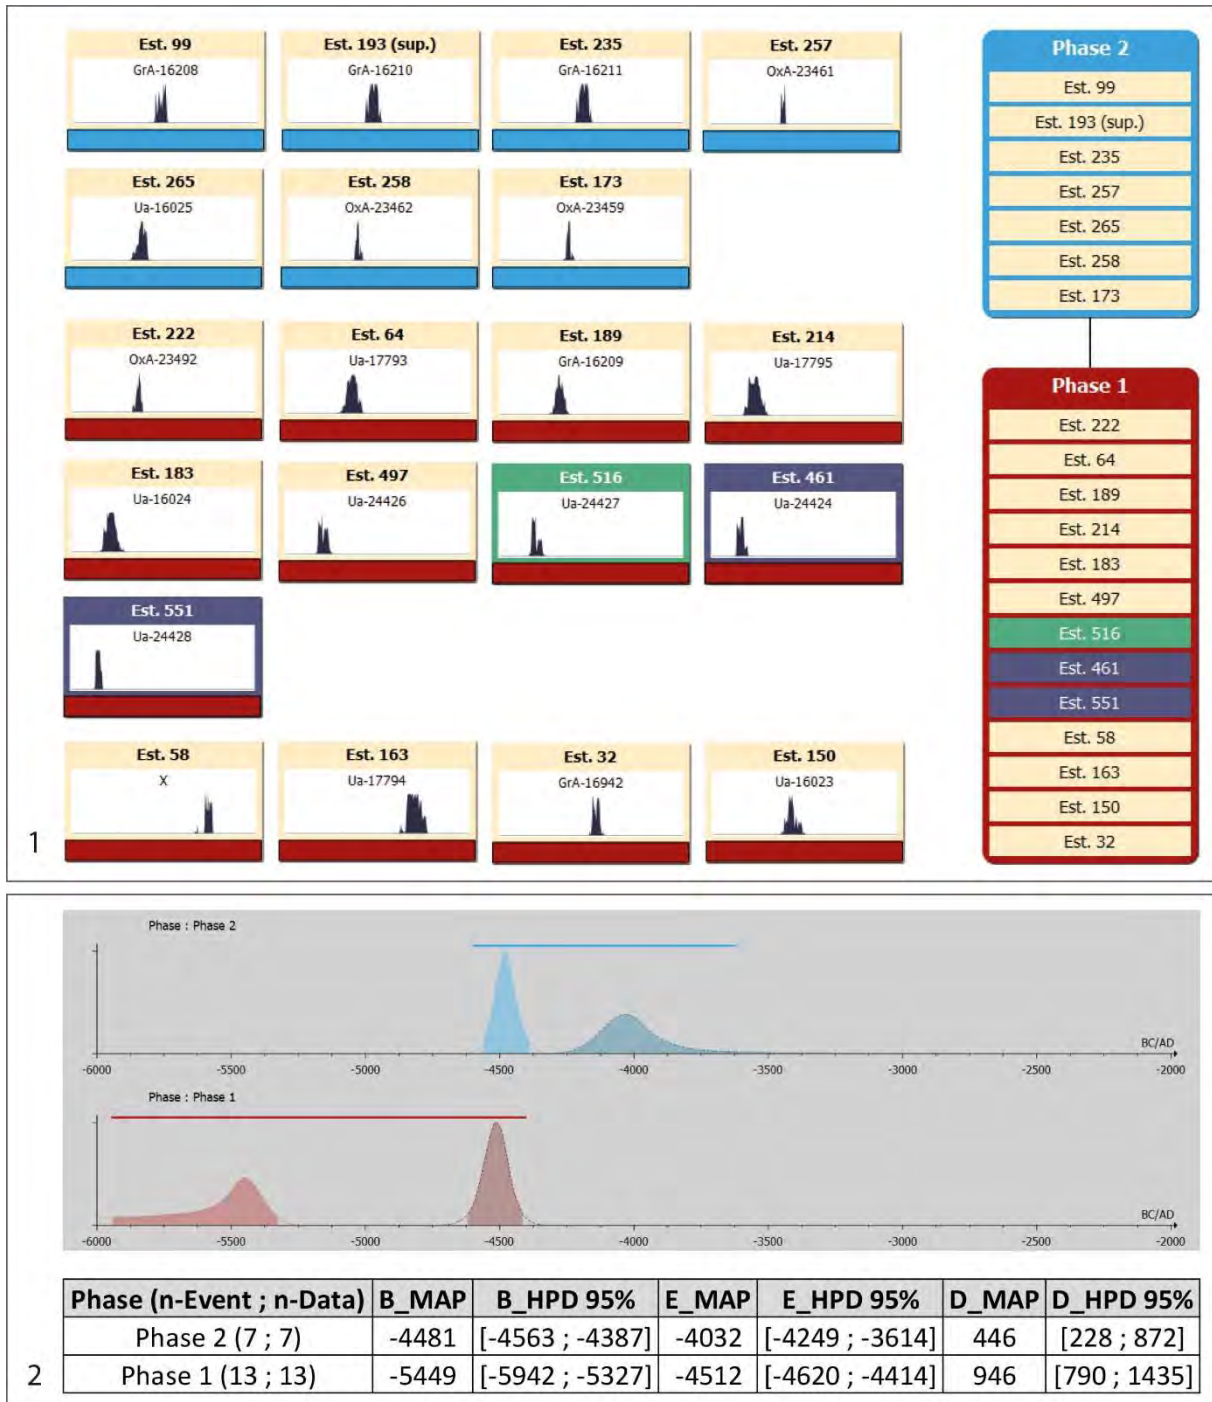 Est. 99
GrA-16208
Est. 193 (sup.)
GrA-16210
Est. 235
GrA-16211
Est. 257
OxA-23461
Est. 265
Ua-16025
Est. 258
OxA-23462
Est. 173
OxA-23459
Est. 222
OxA-23492
Est. 64
Ua-17793
Est. 189
GrA-16209
Est. 214
Ua-17795
Est. 183
Ua-16024
Est. 497
Ua-24426
Est. 516
Ua-24427
Est. 461
Ua-24424
Est. 551
Ua-24428
Est. 58
X
Est. 163
Ua-17794
Est. 32
GrA-16942
Est. 150
Ua-16023
1
Phase 2
Est. 99
Est. 193 (sup.)
Est. 235
Est. 257
Est. 265
Est. 258
Est. 173
Phase 1
Est. 222
Est. 64
Est. 189
Est. 214
Est. 183
Est. 497
Est. 516
Est. 461
Est. 551
Est. 58
Est. 163
Est. 150
Est. 32
Phase : Phase 2
BC/AD
-6000 -5500 -5000 -4500 -4000 -3500 -3000 -2500 -2000
Phase : Phase 1
BC/AD
-6000 -5500 -5000 -4500 -4000 -3500 -3000 -2500 -2000
Phase (n-Event ; n-Data) B_MAP B_HPD 95% E_MAP E_HPD 95% D_MAP D_HPD 95%
Phase 2 (7 ; 7) -4481 [-4563 ; -4387] -4032 [-4249 ; -3614] 446 [228 ; 872]
Phase 1 (13 ; 13) -5449 [-5942 ; -5327] -4512 [-4620 ; -4414] 946 [790 ; 1435]
2